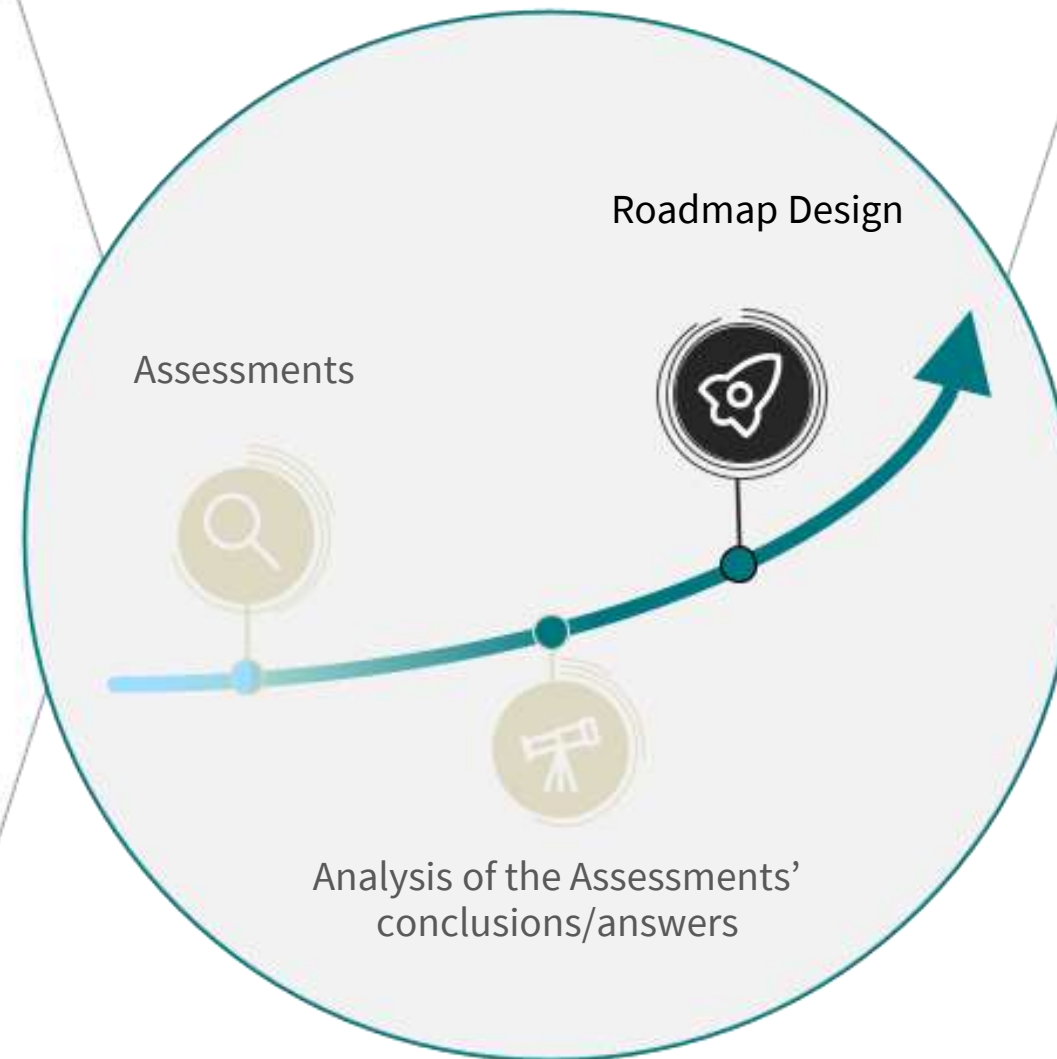 Roadmap Design
Assessments
Analysis of the Assessments’
conclusions/answers